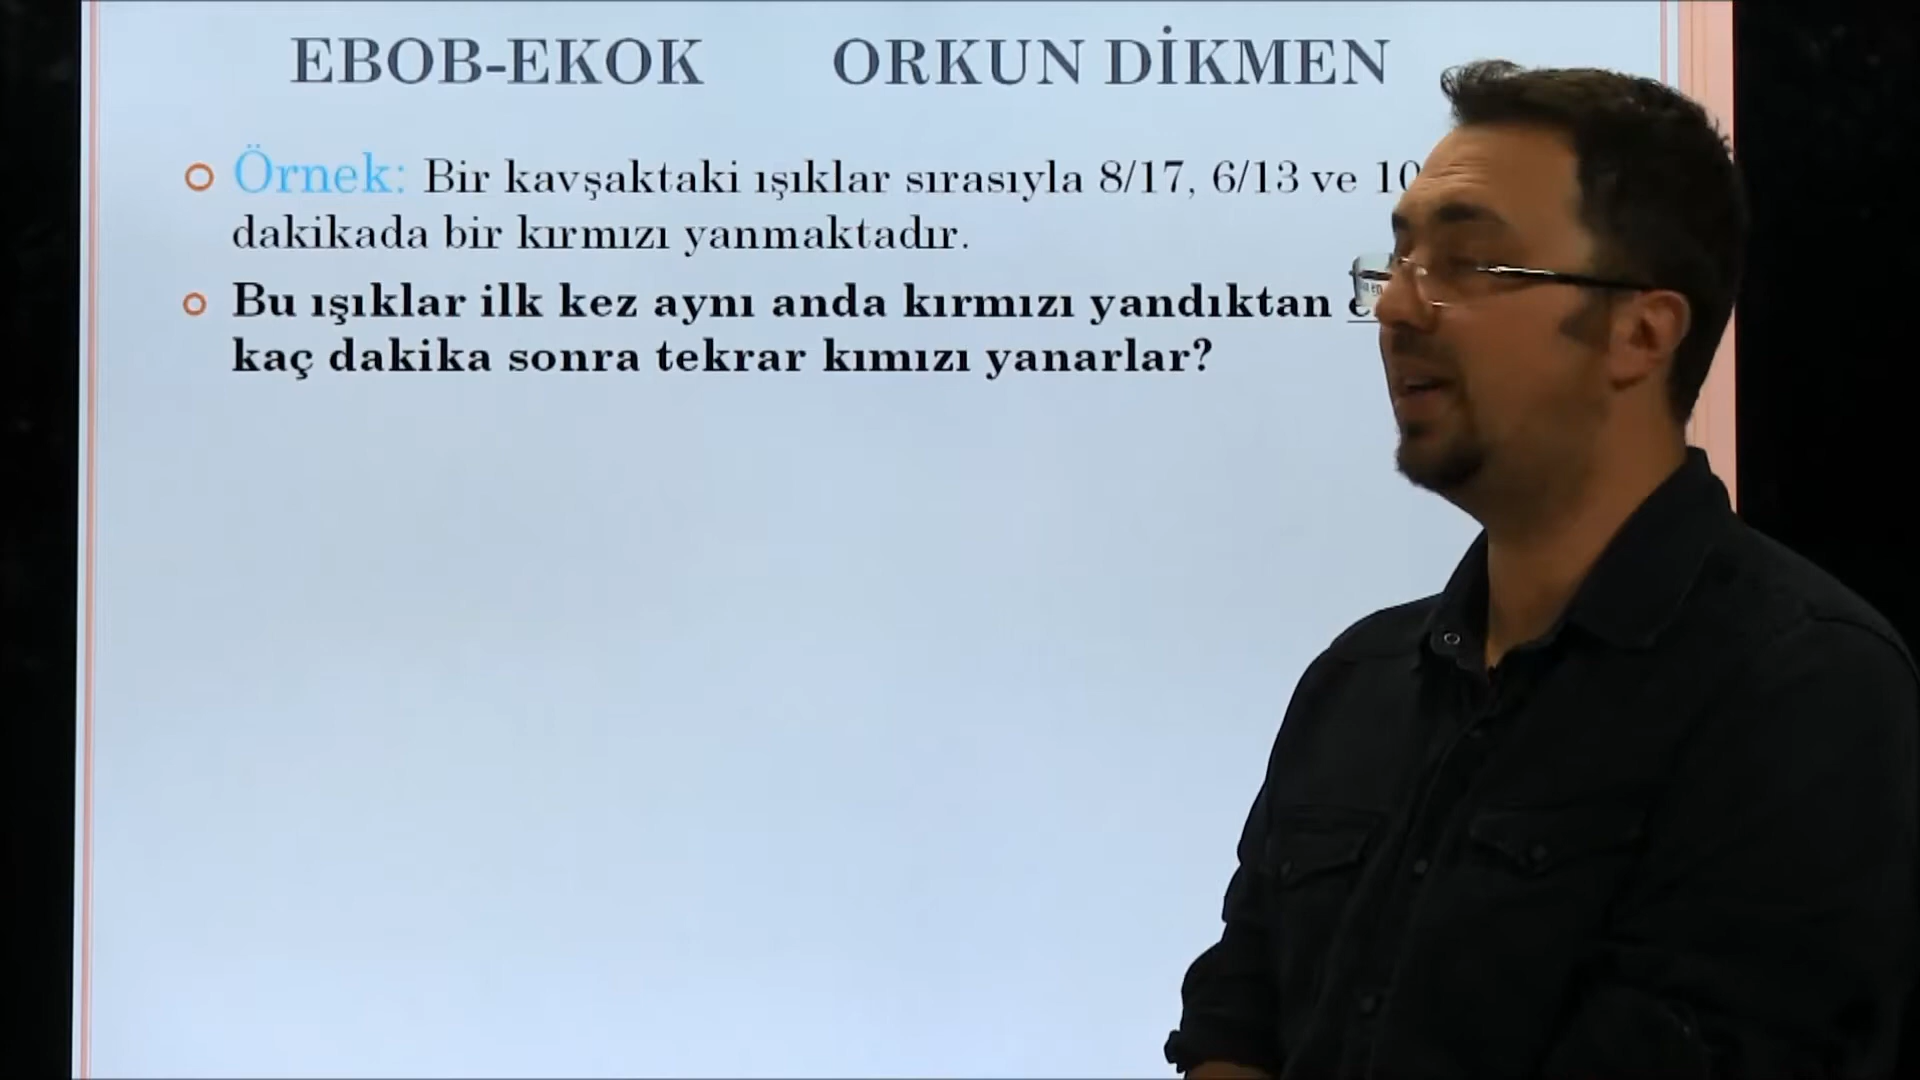 EBOB-EKOK ORKUN DİKMEN
Örnek: Bir kavşaktaki ışıklar sırasıyla 8/17, 6/13 ve 10
dakikada bir kırmızı yanmaktadır.
Bu ışıklar ilk kez aynı anda kırmızı yandıktan
kaç dakika sonra tekrar kımızı yanarlar?